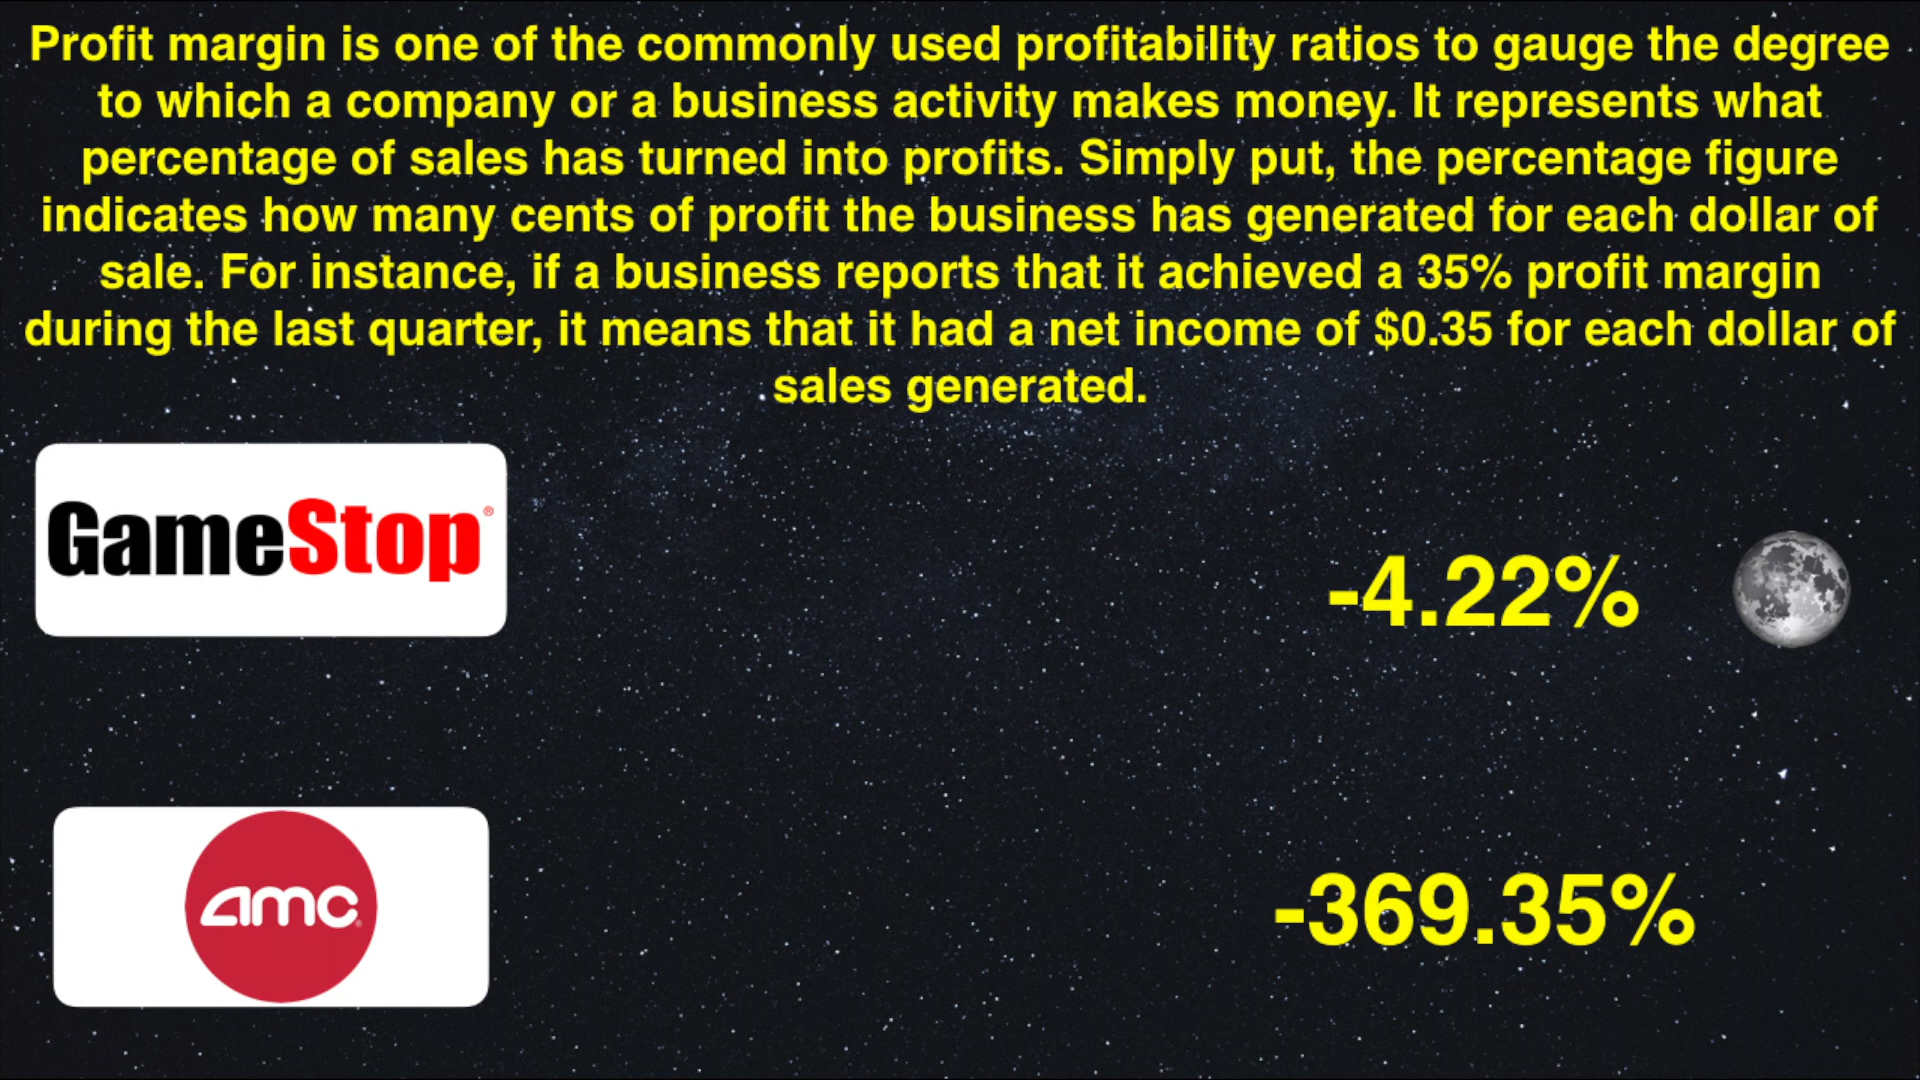 Profit margin is one of the commonly used profitability ratios to gauge the degree
to which a company or a business activity makes money. It represents what
percentage of sales has turned into profits. Simply put, the percentage figure
indicates how many cents of profit the business has generated for each dollar of
sale. For instance, if a business reports that it achieved a 35% profit margin
during the last quarter, it means that it had a net income of $0.35 for each dollar of
sales generated.
GameStop®
-4.22%
amc
-369.35%